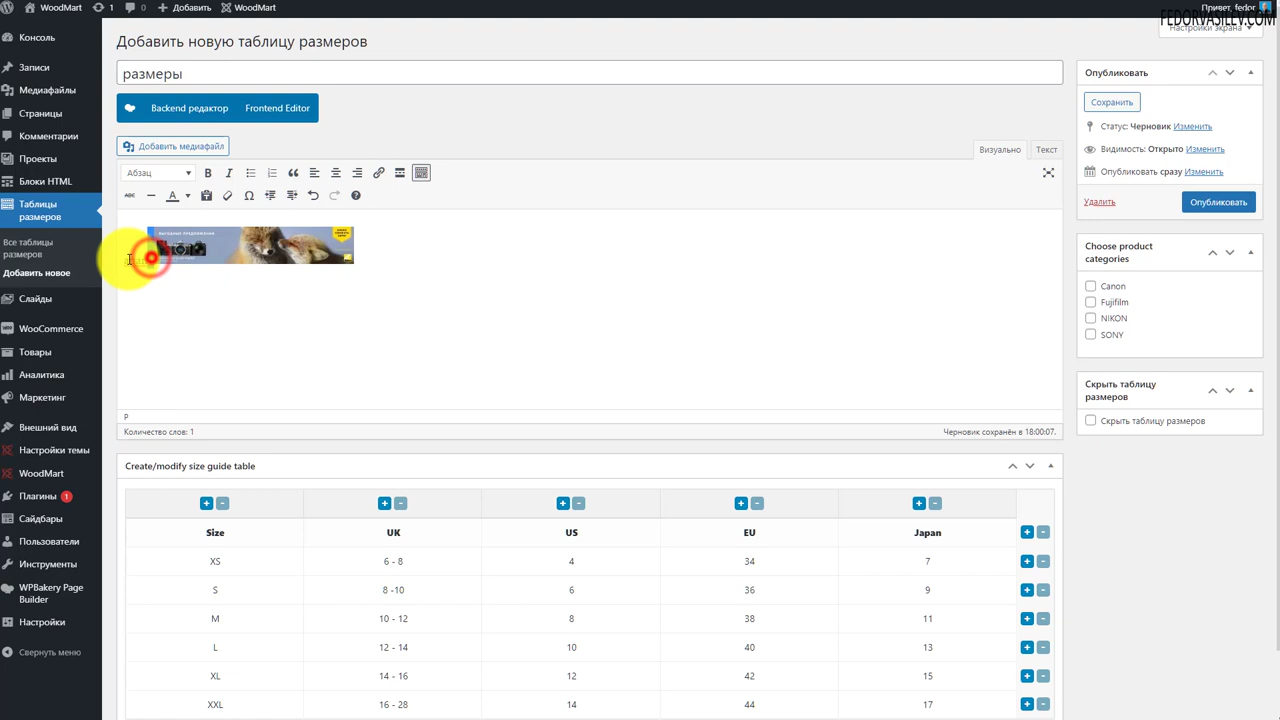 WoodMart
1
0
Добавить
WoodMart
Привет, fedor
FEDORVASILEV.COM
Консоль
Записи
Медиафайлы
Страницы
Комментарии
Проекты
Блоки HTML
Таблицы
размеров
Все таблицы
размеров
Добавить новое
Слайды
WooCommerce
Товары
Аналитика
Маркетинг
Внешний вид
Настройки темы
WoodMart
Плагины 1
Сайдбары
Пользователи
Инструменты
WPBakery Page
Builder
Настройки
Свернуть меню
Настройки экрана
Добавить новую таблицу размеров
размеры
Backend редактор
Frontend Editor
Добавить медиафайл
Визуально
Текст
Абзац
ABC
P
Количество слов: 1
Черновик сохранён в 18:00:07.
Create/modify size guide table
Size UK US EU Japan
XS 6 - 8 4 34 7
S 8 -10 6 36 9
M 10 - 12 8 38 11
L 12 - 14 10 40 13
XL 14 - 16 12 42 15
XXL 16 - 28 14 44 17
Опубликовать
Сохранить
Статус: Черновик Изменить
Видимость: Открыто Изменить
Опубликовать сразу Изменить
Удалить
Опубликовать
Choose product
categories
Canon
Fujifilm
NIKON
SONY
Скрыть таблицу
размеров
Скрыть таблицу размеров